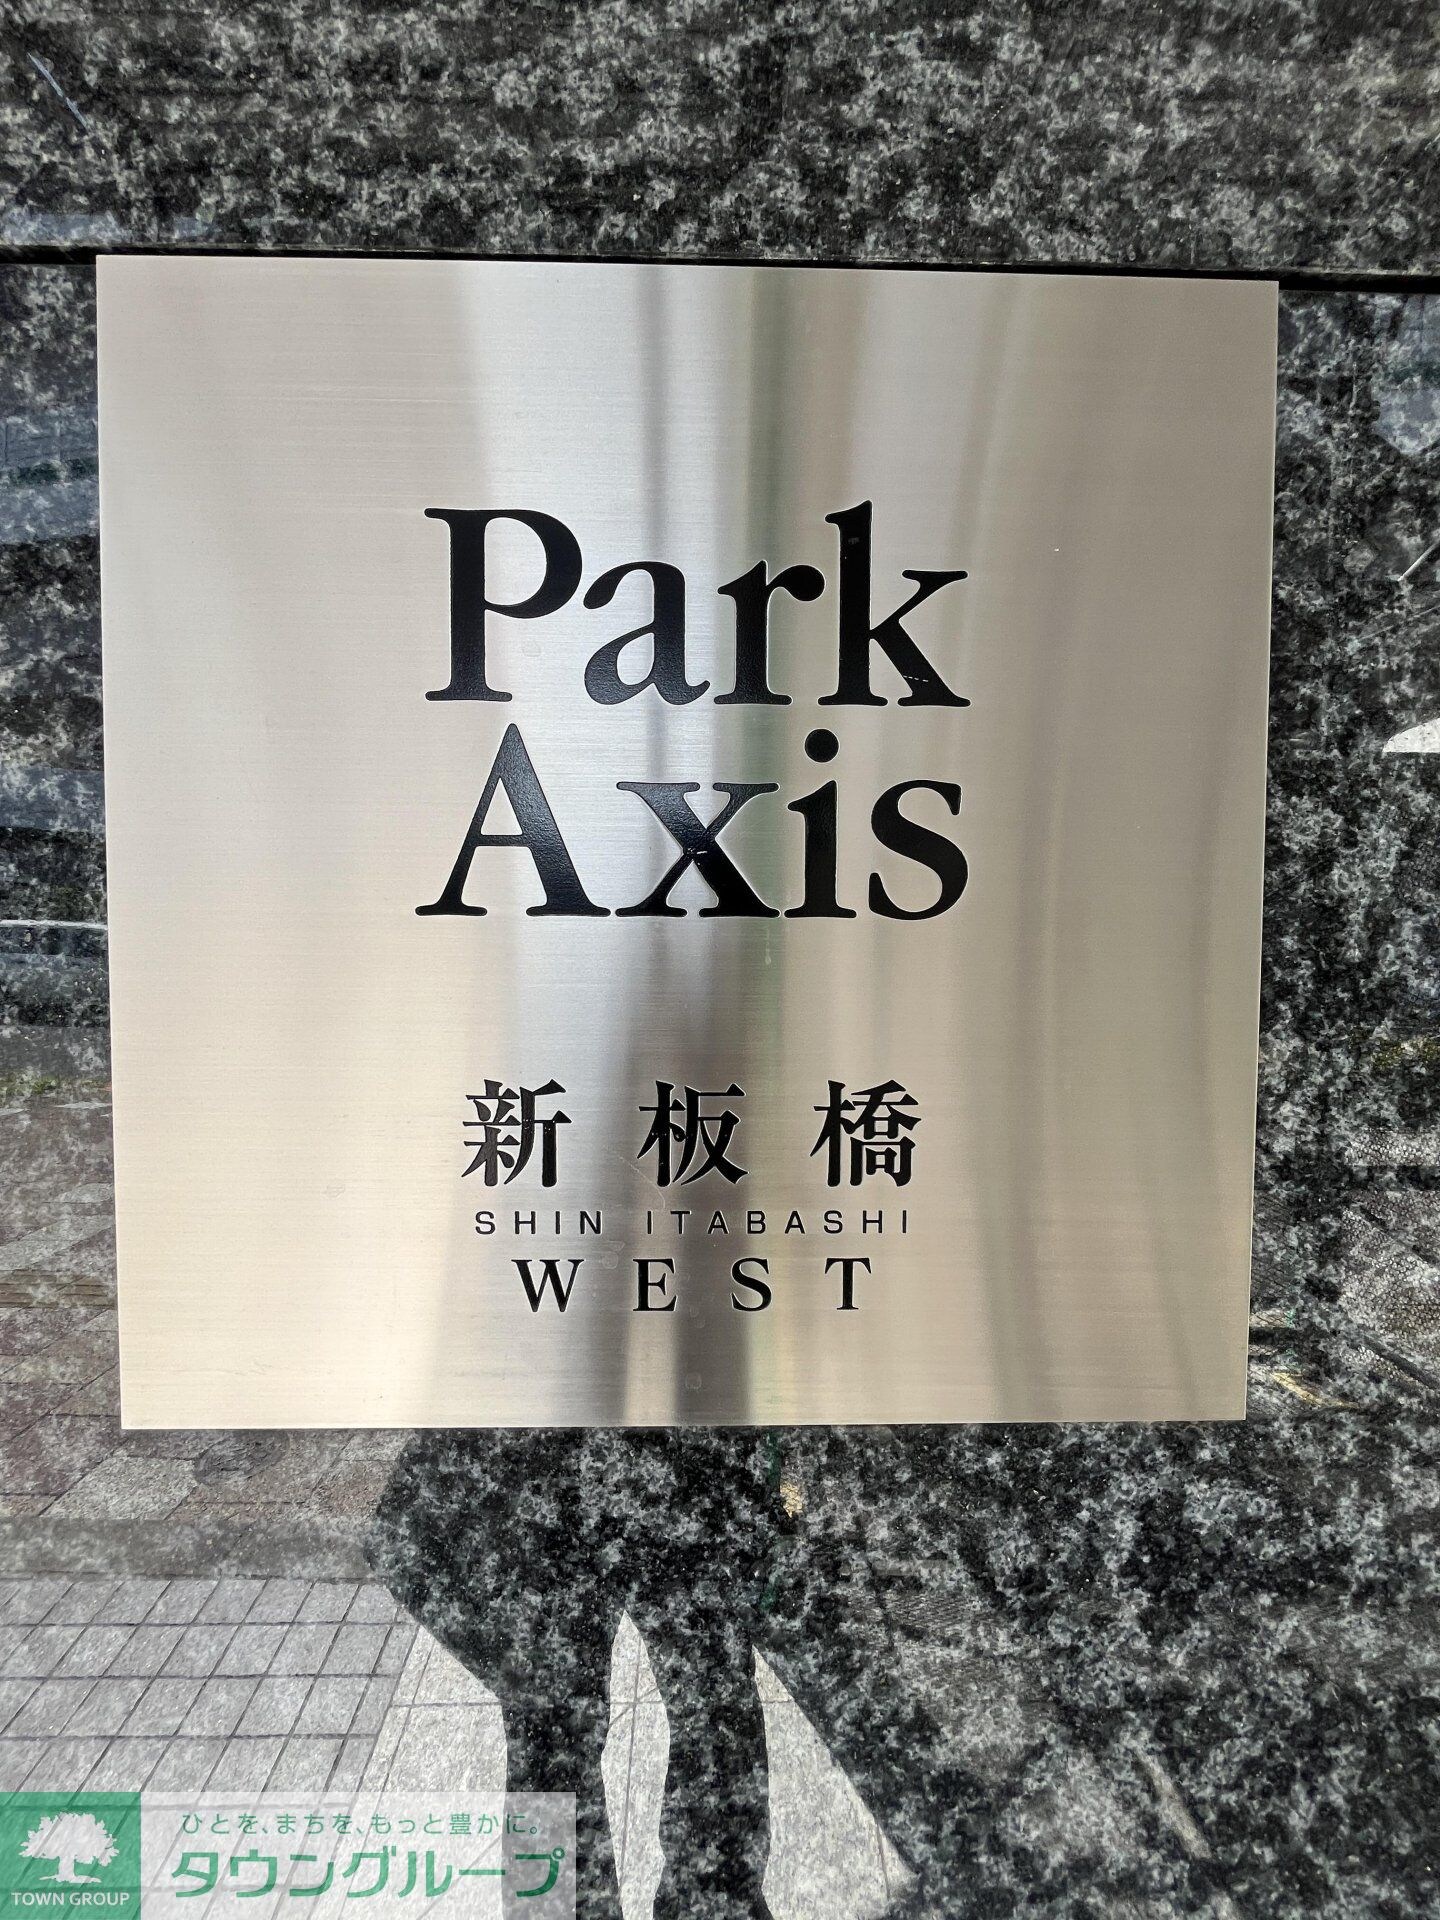 Park
Axis
新板橋
SHIN ITABASHI
WEST
ひとを、まちを、もっと豊かに。
タウングループ
TOWN GROUP